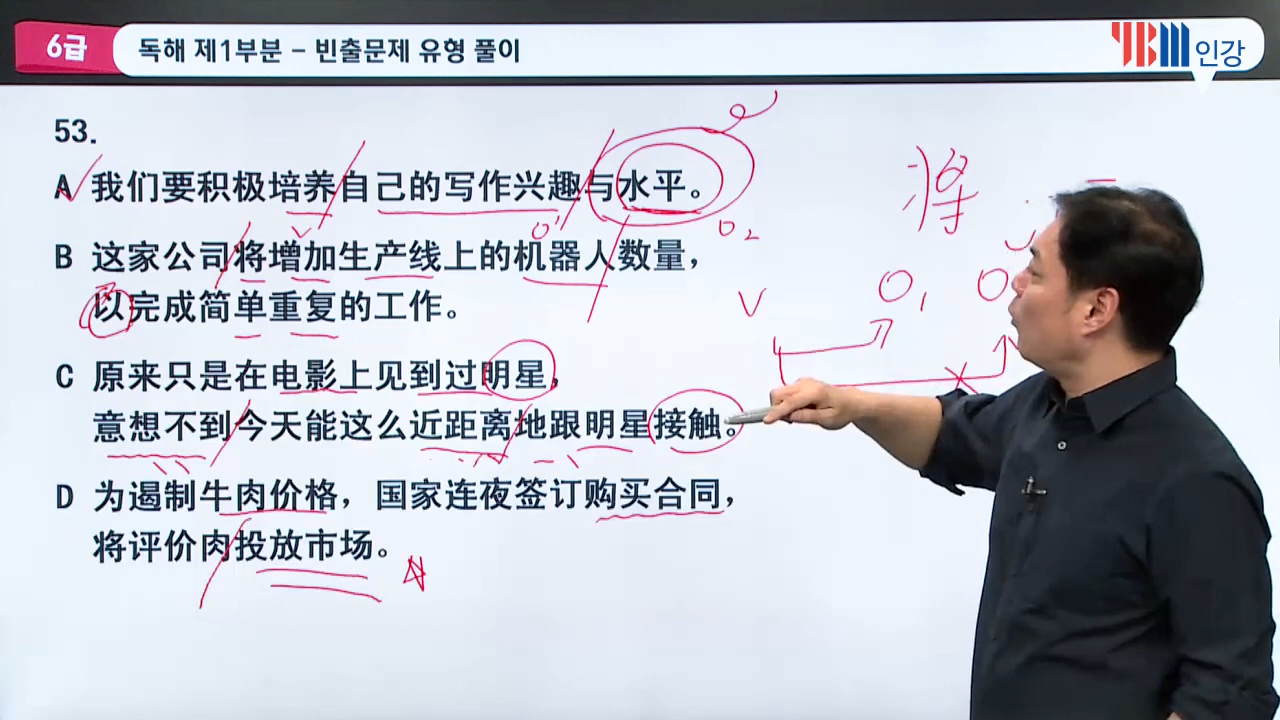 6급 독해 제1부분 – 빈출문제 유형 풀이 YBM 인강
53.
A 我们要积极培养自己的写作兴趣与水平。
B 这家公司将增加生产线上的机器人数量，
以完成简单重复的工作。
C 原来只是在电影上见到过明星，
意想不到今天能这么近距离地跟明星接触。
D 为遏制牛肉价格，国家连夜签订购买合同，
将评价肉投放市场。
将
V O₁ O
V O₁ O₂